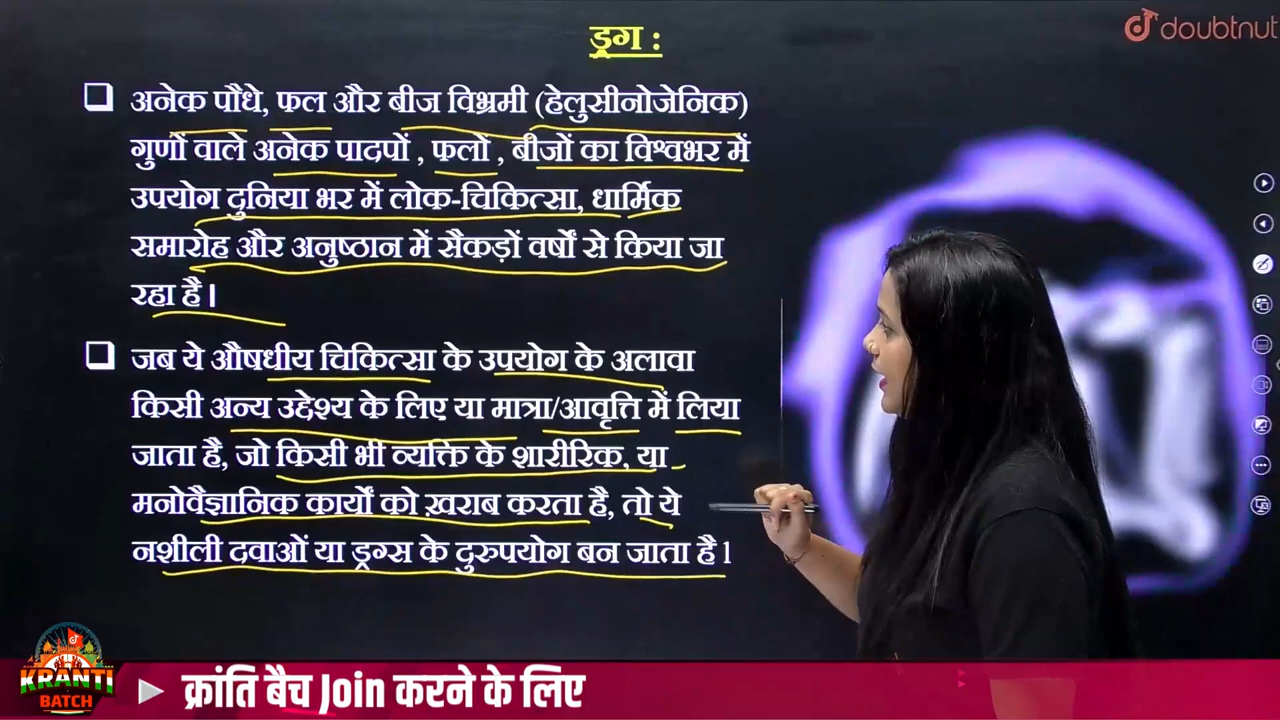 ड्रग :
doubtnut
अनेक पौधे, फल और बीज विभ्रमी (हेलुसीनोजेनिक)
गुणों वाले अनेक पादपों , फलों , बीजों का विश्वभर में
उपयोग दुनिया भर में लोक-चिकित्सा, धार्मिक
समारोह और अनुष्ठान में सैकड़ों वर्षों से किया जा
रहा है।
जब ये औषधीय चिकित्सा के उपयोग के अलावा
किसी अन्य उद्देश्य के लिए या मात्रा/आवृत्ति में लिया
जाता है, जो किसी भी व्यक्ति के शारीरिक, या
मनोवैज्ञानिक कार्यों को ख़राब करता है, तो ये
नशीली दवाओं या ड्रग्स के दुरुपयोग बन जाता है l
KRANTI
BATCH
क्रांति बैच Join करने के लिए